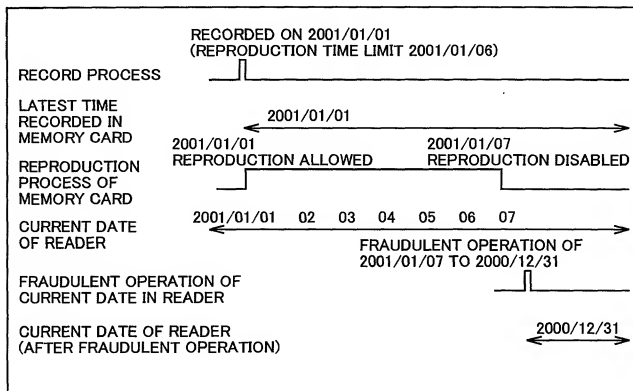 RECORDED ON 2001/01/01
(REPRODUCTION TIME LIMIT 2001/01/06)
RECORD PROCESS
LATEST TIME
RECORDED IN
MEMORY CARD
2001/01/01
2001/01/01
REPRODUCTION ALLOWED
2001/01/07
REPRODUCTION DISABLED
REPRODUCTION
PROCESS OF
MEMORY CARD
CURRENT DATE
OF READER
2001/01/01 02 03 04 05 06 07
FRAUDULENT OPERATION OF
2001/01/07 TO 2000/12/31
FRAUDULENT OPERATION OF
CURRENT DATE IN READER
CURRENT DATE OF READER
(AFTER FRAUDULENT OPERATION)
2000/12/31